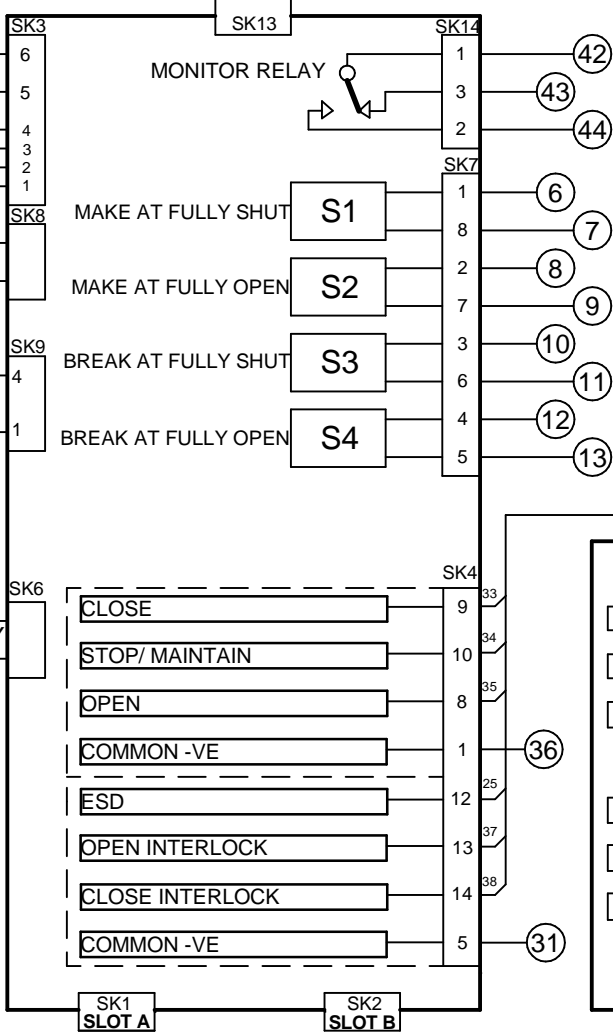 SK13
SK3
SK14
6
MONITOR RELAY
1
42
5
3
43
4
2
44
3
2
1
SK7
SK8
MAKE AT FULLY SHUT
S1
1
6
8
7
MAKE AT FULLY OPEN
S2
2
8
7
9
SK9
BREAK AT FULLY SHUT
S3
3
10
4
6
11
BREAK AT FULLY OPEN
S4
4
12
1
5
13
SK4
SK6
CLOSE
9
33
STOP/ MAINTAIN
10
34
OPEN
8
35
COMMON -VE
1
36
ESD
12
25
OPEN INTERLOCK
13
37
CLOSE INTERLOCK
14
38
COMMON -VE
5
31
SK1
SLOT A
SK2
SLOT B